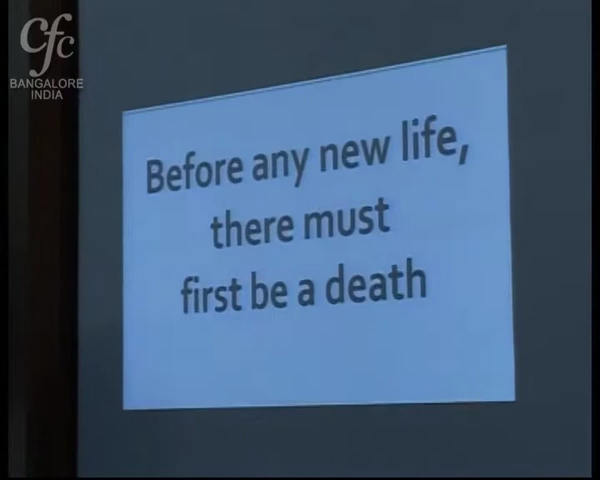 cfc
BANGALORE
INDIA
Before any new life,
there must
first be a death